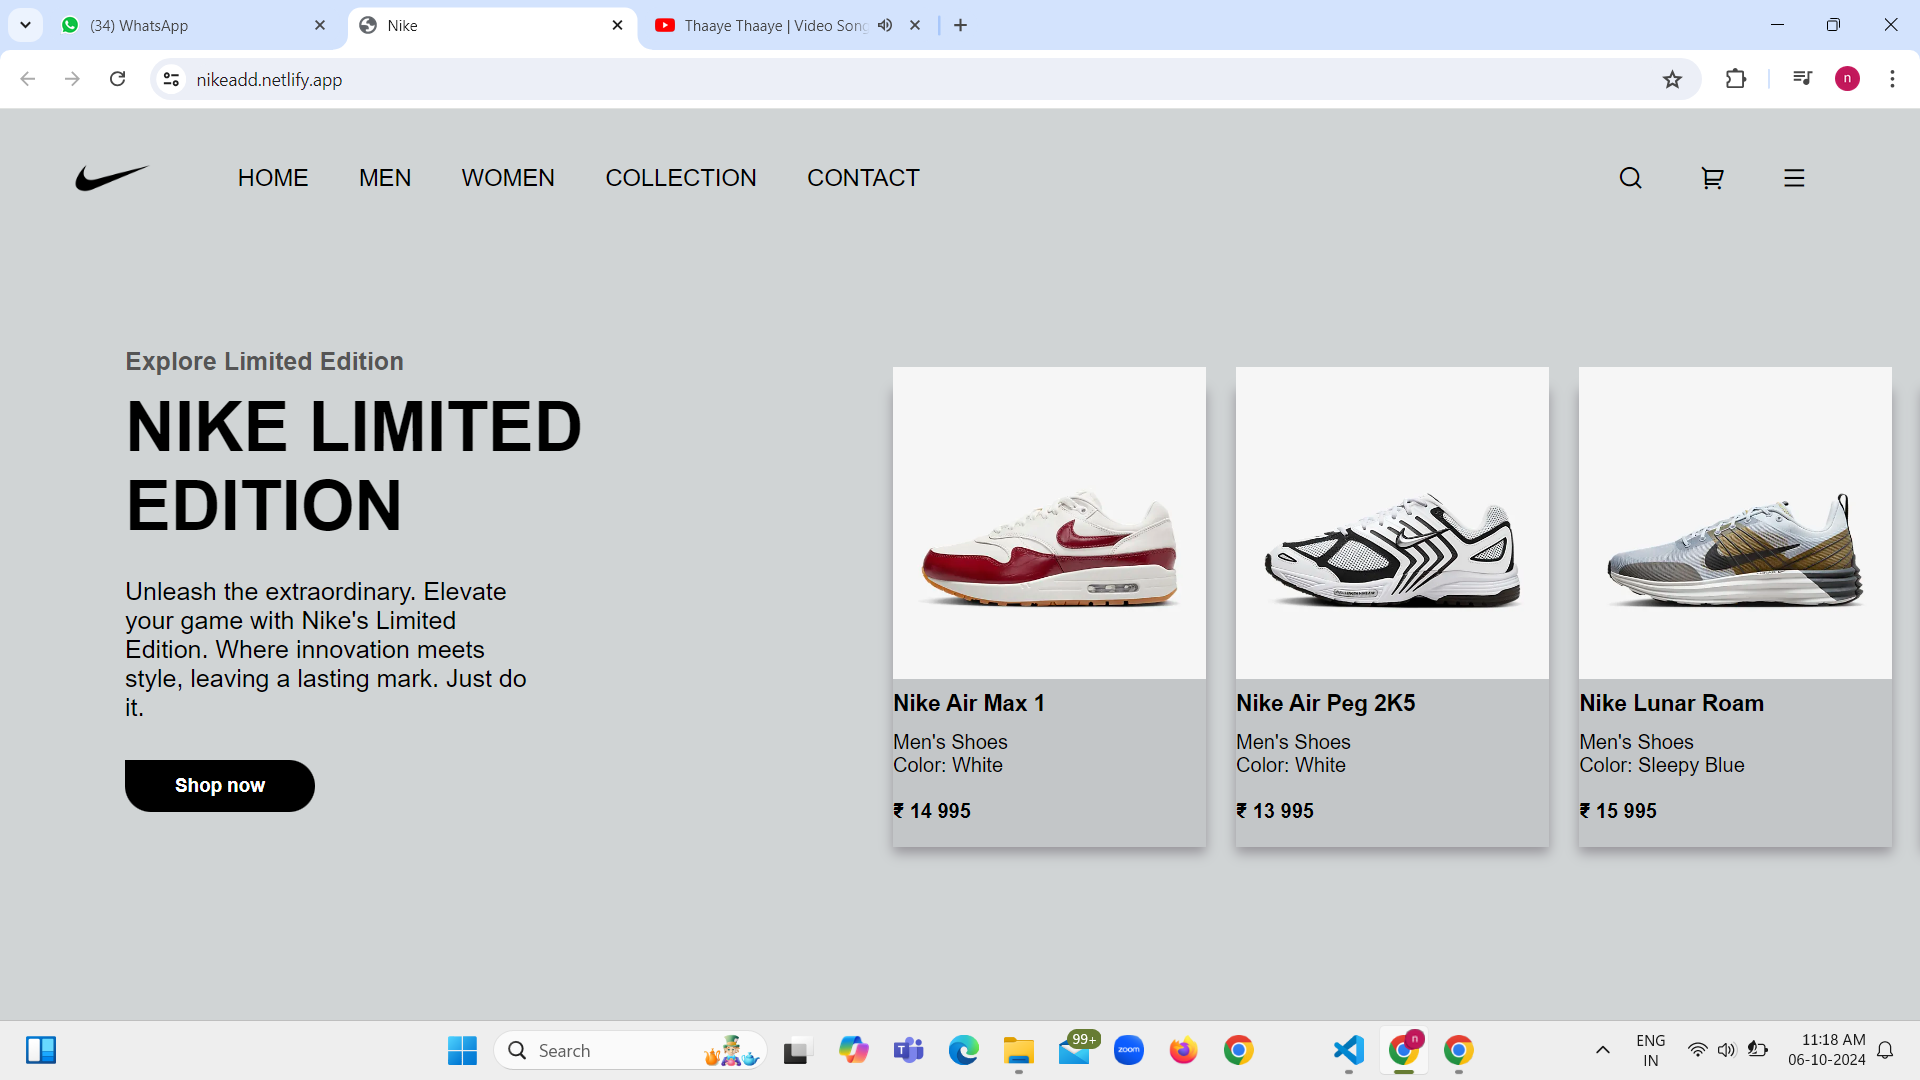 (34) WhatsApp
Nike
Thaaye Thaaye | Video Song
nikeadd.netlify.app
n
HOME MEN WOMEN COLLECTION CONTACT
Explore Limited Edition
NIKE LIMITED
EDITION
Unleash the extraordinary. Elevate
your game with Nike's Limited
Edition. Where innovation meets
style, leaving a lasting mark. Just do
it.
Shop now
Nike Air Max 1
Men's Shoes
Color: White
₹ 14 995
Nike Air Peg 2K5
Men's Shoes
Color: White
₹ 13 995
Nike Lunar Roam
Men's Shoes
Color: Sleepy Blue
₹ 15 995
Search
99+
zoom
n
ENG
IN
11:18 AM
06-10-2024